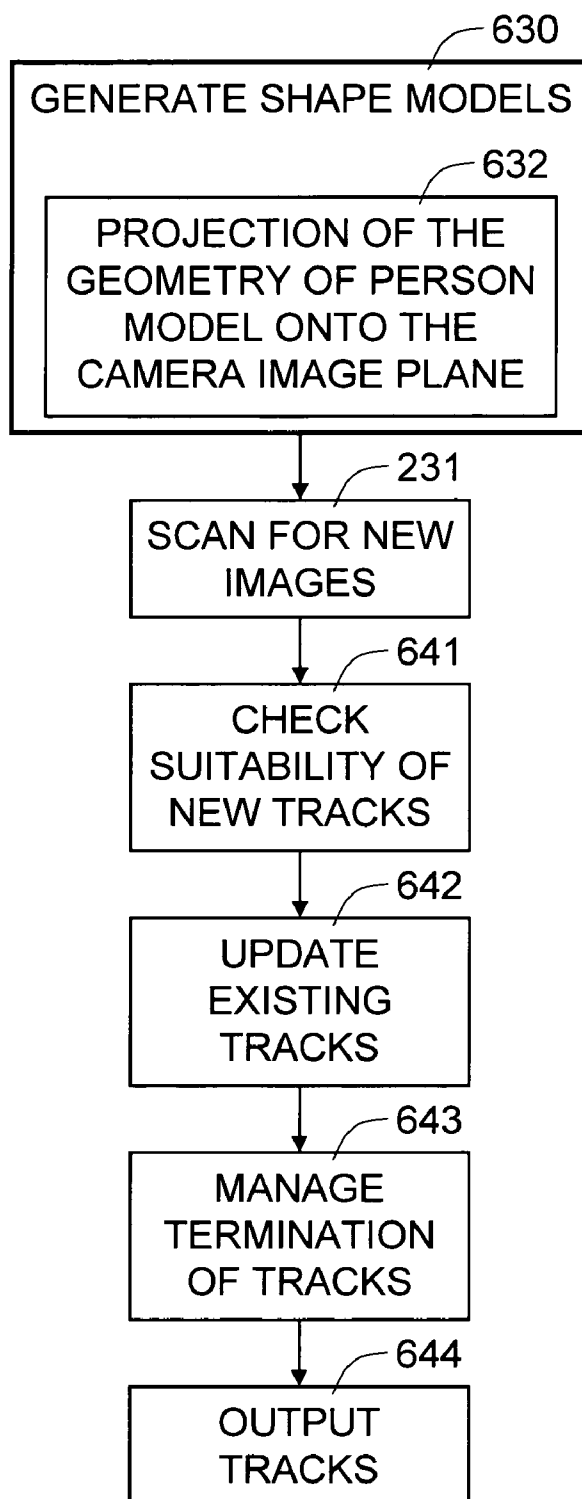 630
GENERATE SHAPE MODELS
632
PROJECTION OF THE
GEOMETRY OF PERSON
MODEL ONTO THE
CAMERA IMAGE PLANE
231
SCAN FOR NEW
IMAGES
641
CHECK
SUITABILITY OF
NEW TRACKS
642
UPDATE
EXISTING
TRACKS
643
MANAGE
TERMINATION
OF TRACKS
644
OUTPUT
TRACKS